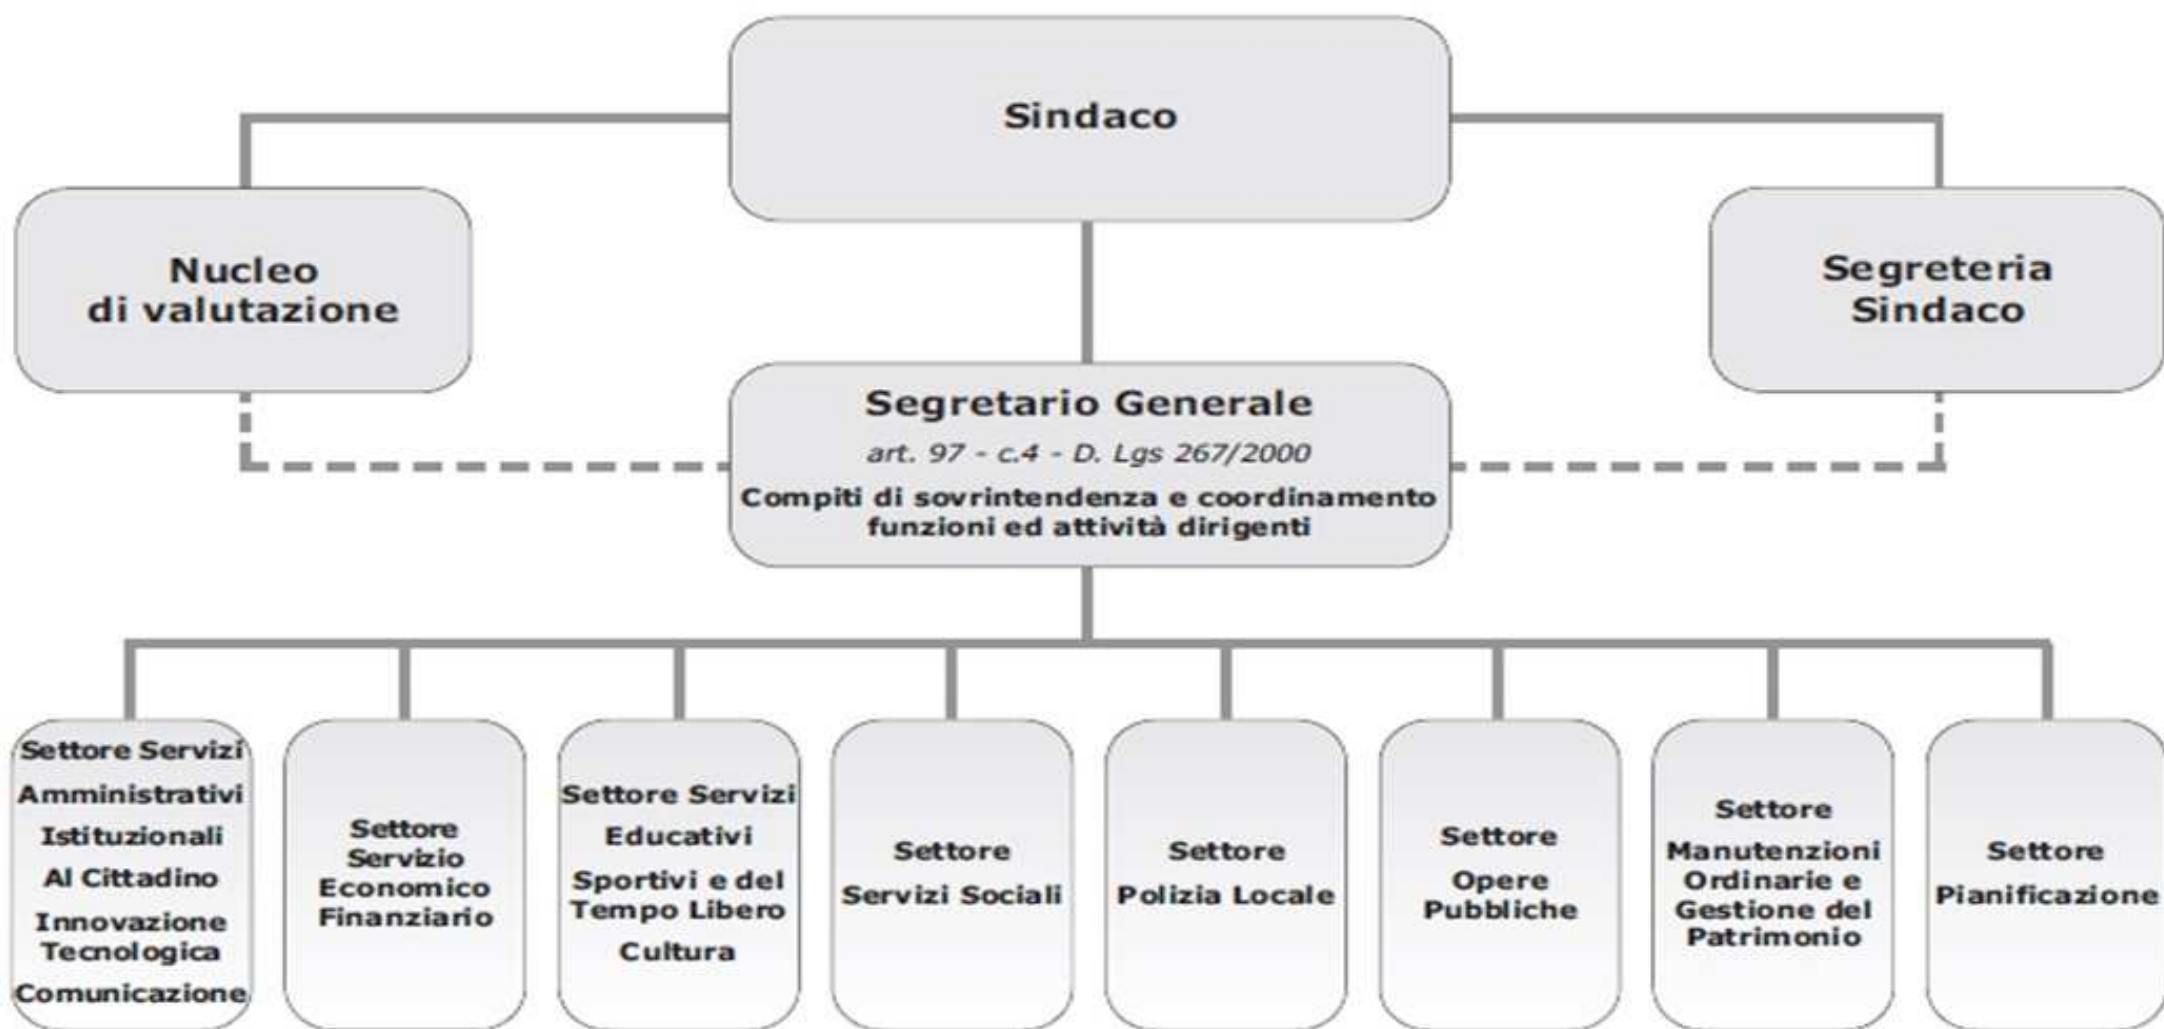 Sindaco
Nucleo
di valutazione
Segreteria
Sindaco
Segretario Generale
art. 97 - c.4 - D. Lgs 267/2000
Compiti di sovrintendenza e coordinamento
funzioni ed attività dirigenti
Settore Servizi
Amministrativi
Istituzionali
Al Cittadino
Innovazione
Tecnologica
Comunicazione
Settore
Servizio
Economico
Finanziario
Settore Servizi
Educativi
Sportivi e del
Tempo Libero
Cultura
Settore
Servizi Sociali
Settore
Polizia Locale
Settore
Opere
Pubbliche
Settore
Manutenzioni
Ordinarie e
Gestione del
Patrimonio
Settore
Pianificazione